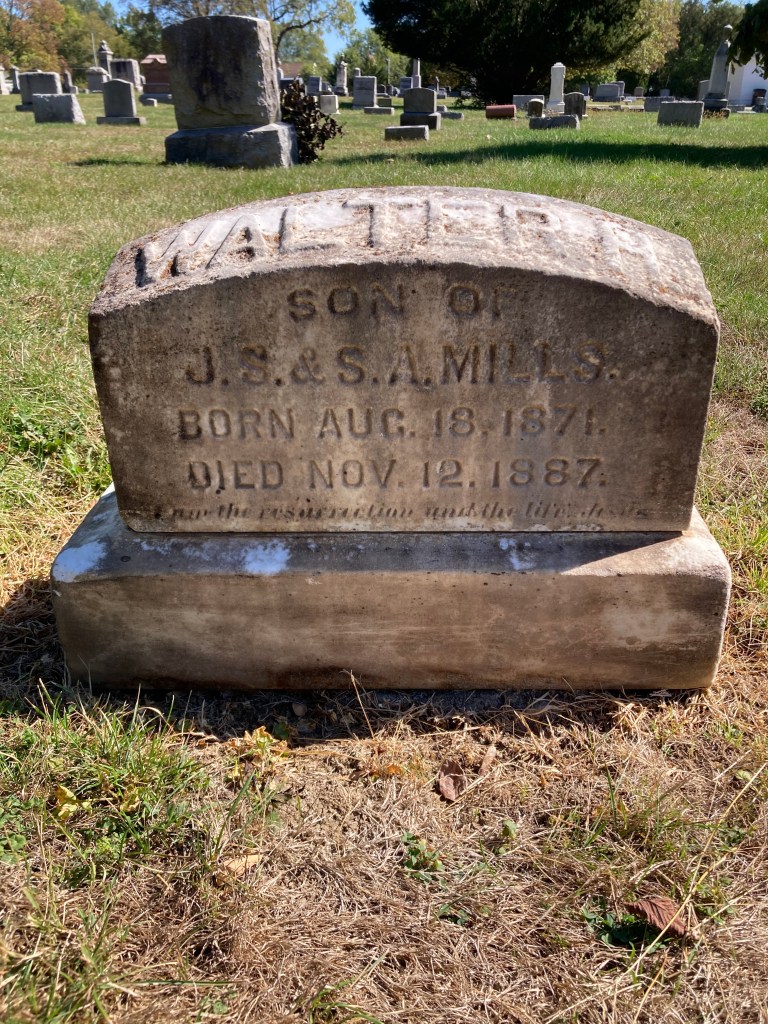 WALTER H.
SON OF
J. S. & S. A. MILLS.
BORN AUG. 18. 1871.
DIED NOV. 12. 1887.
I am the resurrection and the life, Jesus